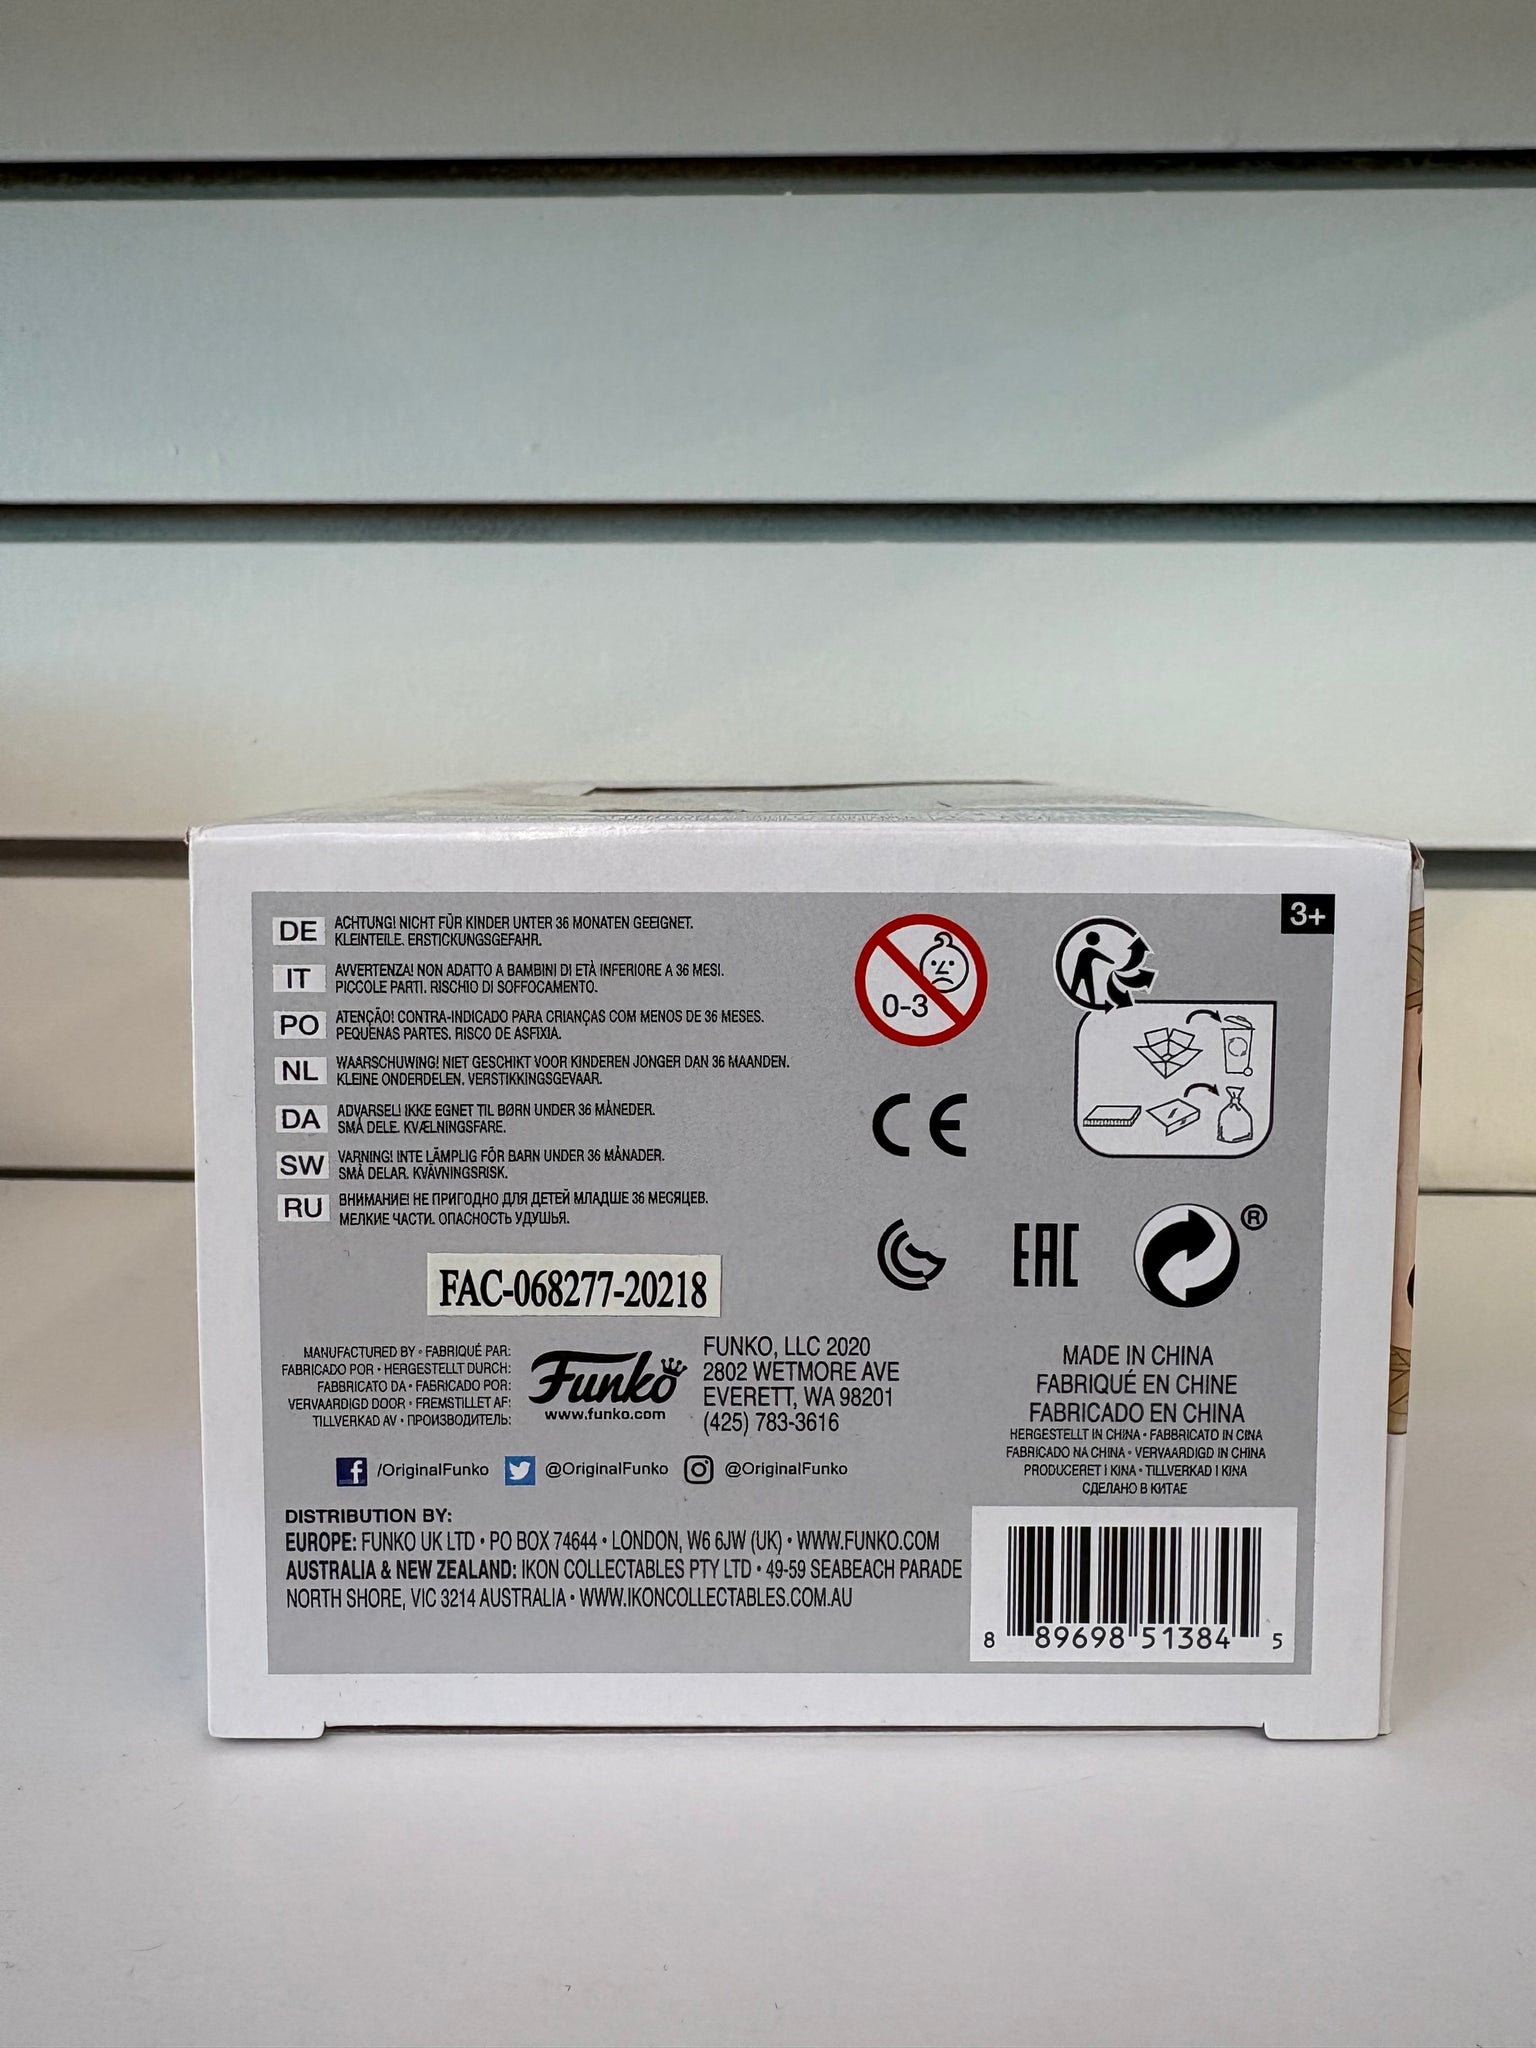 DE ACHTUNG! NICHT FÜR KINDER UNTER 36 MONATEN GEEIGNET.
KLEINTEILE. ERSTICKUNGSGEFAHR.
IT AVVERTENZA! NON ADATTO A BAMBINI DI ETÀ INFERIORE A 36 MESI.
PICCOLE PARTI. RISCHIO DI SOFFOCAMENTO.
PO ATENÇÃO! CONTRA-INDICADO PARA CRIANÇAS COM MENOS DE 36 MESES.
PEQUENAS PARTES. RISCO DE ASFIXIA.
NL WAARSCHUWING! NIET GESCHIKT VOOR KINDEREN JONGER DAN 36 MAANDEN.
KLEINE ONDERDELEN. VERSTIKKINGSGEVAAR.
DA ADVARSEL! IKKE EGNET TIL BØRN UNDER 36 MÅNEDER.
SMÅ DELE. KVÆLNINGSFARE.
SW VARNING! INTE LÄMPLIG FÖR BARN UNDER 36 MÅNADER.
SMÅ DELAR. KVÄVNINGSRISK.
RU ВНИМАНИЕ! НЕ ПРИГОДНО ДЛЯ ДЕТЕЙ МЛАДШЕ 36 МЕСЯЦЕВ.
МЕЛКИЕ ЧАСТИ. ОПАСНОСТЬ УДУШЬЯ.
3+
0-3
CE
EAC
®
FAC-068277-20218
MANUFACTURED BY • FABRIQUÉ PAR:
FABRICADO POR • HERGESTELLT DURCH:
FABBRICATO DA • FABRICADO POR:
VERVAARDIGD DOOR • FREMSTILLET AF:
TILLVERKAD AV • ПРОИЗВОДИТЕЛЬ:
Funko
www.funko.com
FUNKO, LLC 2020
2802 WETMORE AVE
EVERETT, WA 98201
(425) 783-3616
MADE IN CHINA
FABRIQUÉ EN CHINE
FABRICADO EN CHINA
HERGESTELLT IN CHINA • FABBRICATO IN CINA
FABRICADO NA CHINA • VERVAARDIGD IN CHINA
PRODUCERET I KINA • TILLVERKAD I KINA
СДЕЛАНО В КИТАЕ
f /OriginalFunko @OriginalFunko @OriginalFunko
DISTRIBUTION BY:
EUROPE: FUNKO UK LTD • PO BOX 74644 • LONDON, W6 6JW (UK) • WWW.FUNKO.COM
AUSTRALIA & NEW ZEALAND: IKON COLLECTABLES PTY LTD • 49-59 SEABEACH PARADE
NORTH SHORE, VIC 3214 AUSTRALIA • WWW.IKONCOLLECTABLES.COM.AU
8 89698 51384 5